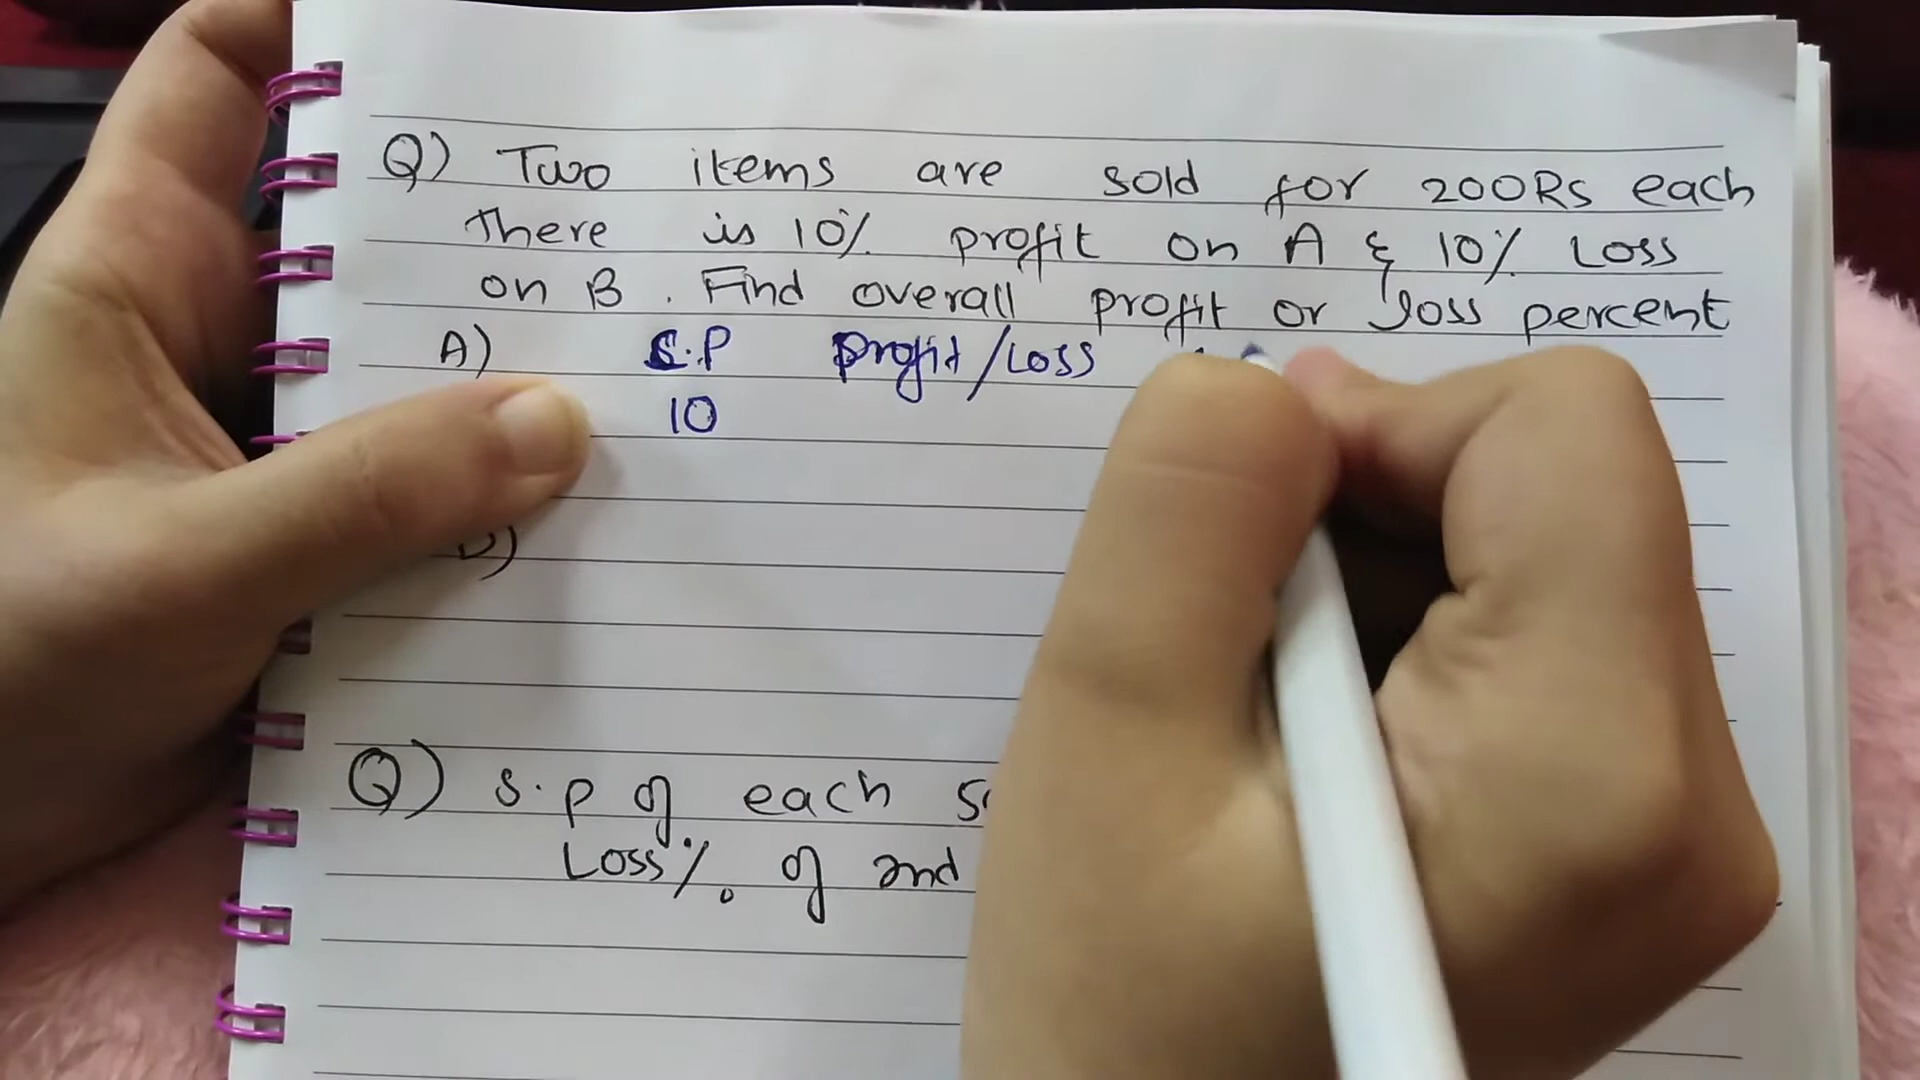 Q) Two items are sold for 200Rs each
There is 10% profit on A & 10% Loss
on B. Find overall profit or loss percent
A) S.P Profit/Loss
10
Q) S.P of each
Loss% of 2nd